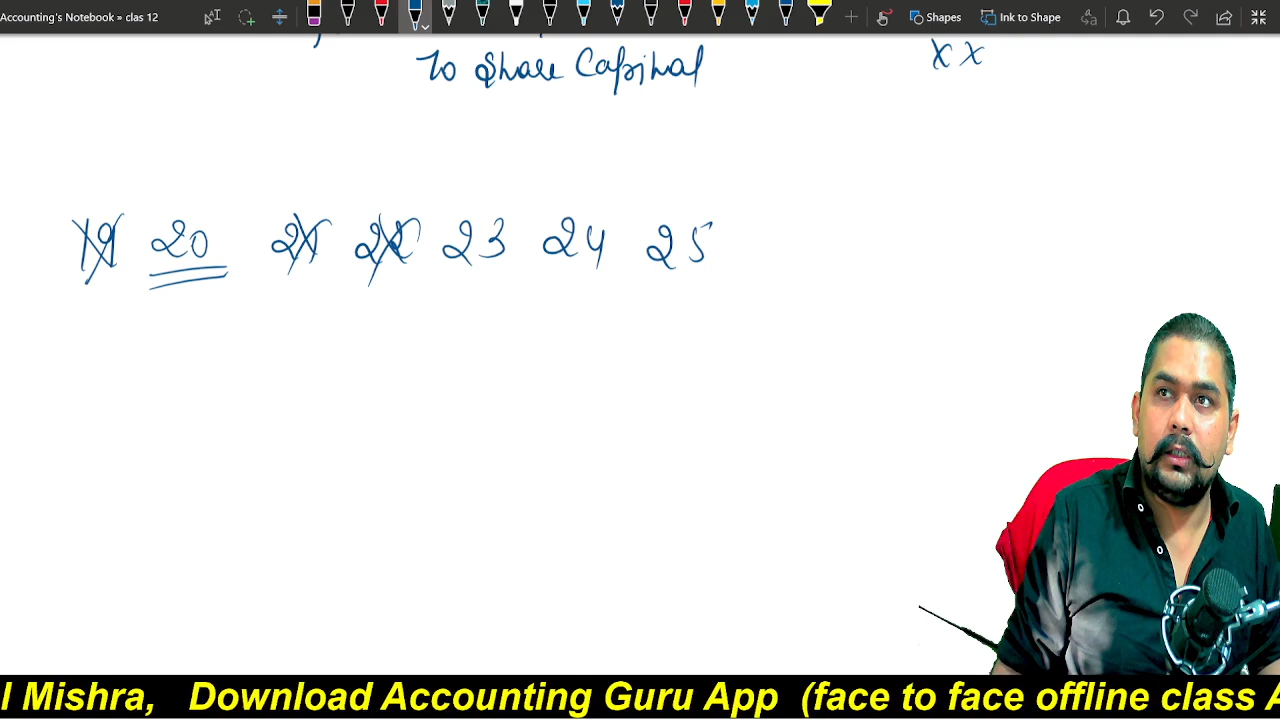 Accounting's Notebook » clas 12
Shapes
Ink to Shape
To Share Capital
x x
19 20 21 22 23 24 25
l Mishra, Download Accounting Guru App (face to face offline class A